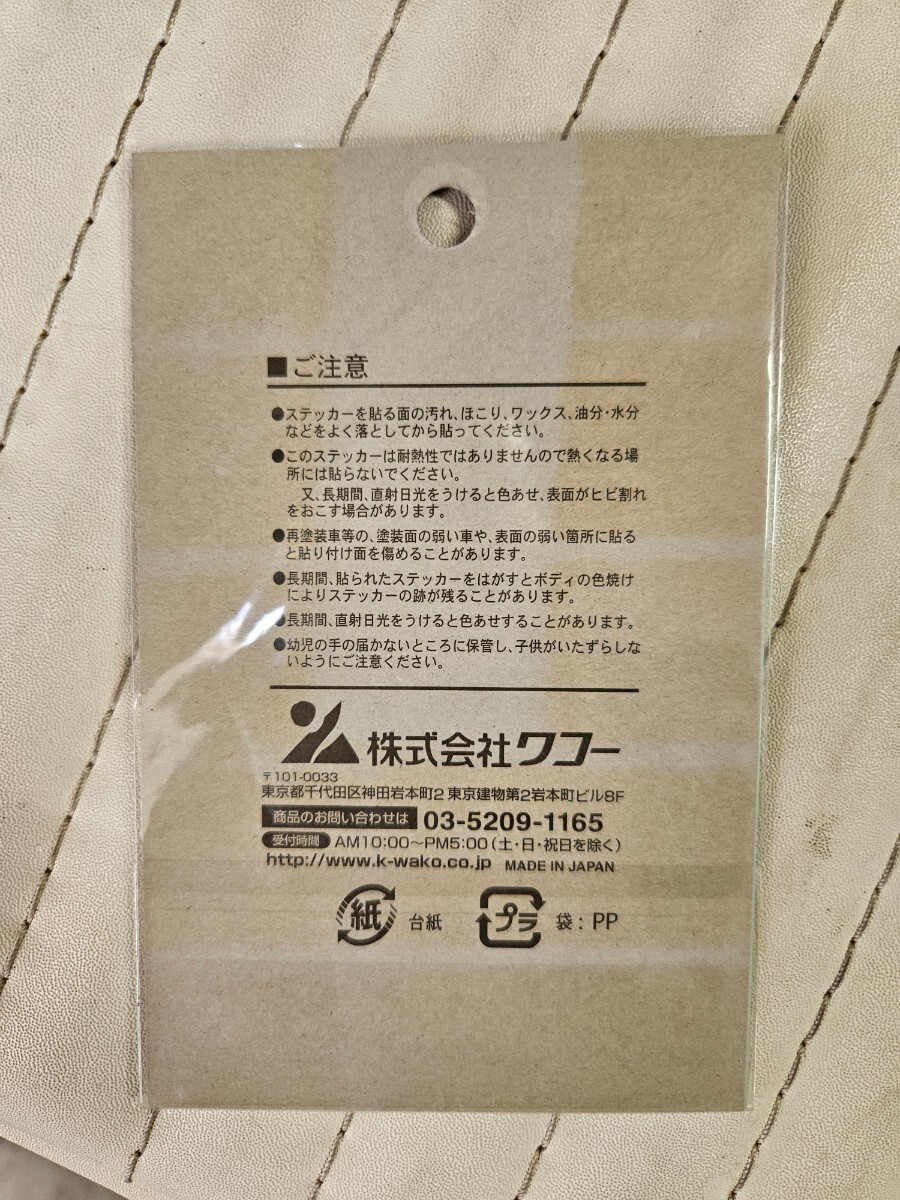 ■ご注意
●ステッカーを貼る面の汚れ、ほこり、ワックス、油分・水分
などをよく落としてから貼ってください。
●このステッカーは耐熱性ではありませんので熱くなる場
所には貼らないでください。
又、長期間、直射日光をうけると色あせ、表面がヒビ割れ
をおこす場合があります。
●再塗装車等の、塗装面の弱い車や、表面の弱い箇所に貼る
と貼り付け面を傷めることがあります。
●長期間、貼られたステッカーをはがすとボディの色焼け
によりステッカーの跡が残ることがあります。
●長期間、直射日光をうけると色あせすることがあります。
●幼児の手の届かないところに保管し、子供がいたずらしな
いようにご注意ください。
株式会社ワコー
〒101-0033
東京都千代田区神田岩本町2 東京建物第2岩本町ビル8F
商品のお問い合わせは 03-5209-1165
受付時間 AM10:00～PM5:00(土・日・祝日を除く)
http://www.k-wako.co.jp MADE IN JAPAN
紙 台紙 プラ 袋:PP